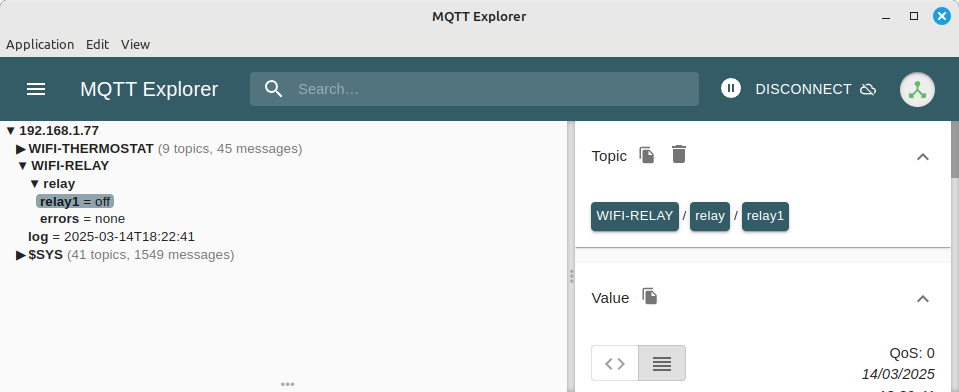 MQTT Explorer
Application Edit View
MQTT Explorer
Search...
DISCONNECT
192.168.1.77
WIFI-THERMOSTAT (9 topics, 45 messages)
WIFI-RELAY
relay
relay1 = off
errors = none
log = 2025-03-14T18:22:41
$SYS (41 topics, 1549 messages)
Topic
WIFI-RELAY / relay / relay1
Value
QoS: 0
14/03/2025